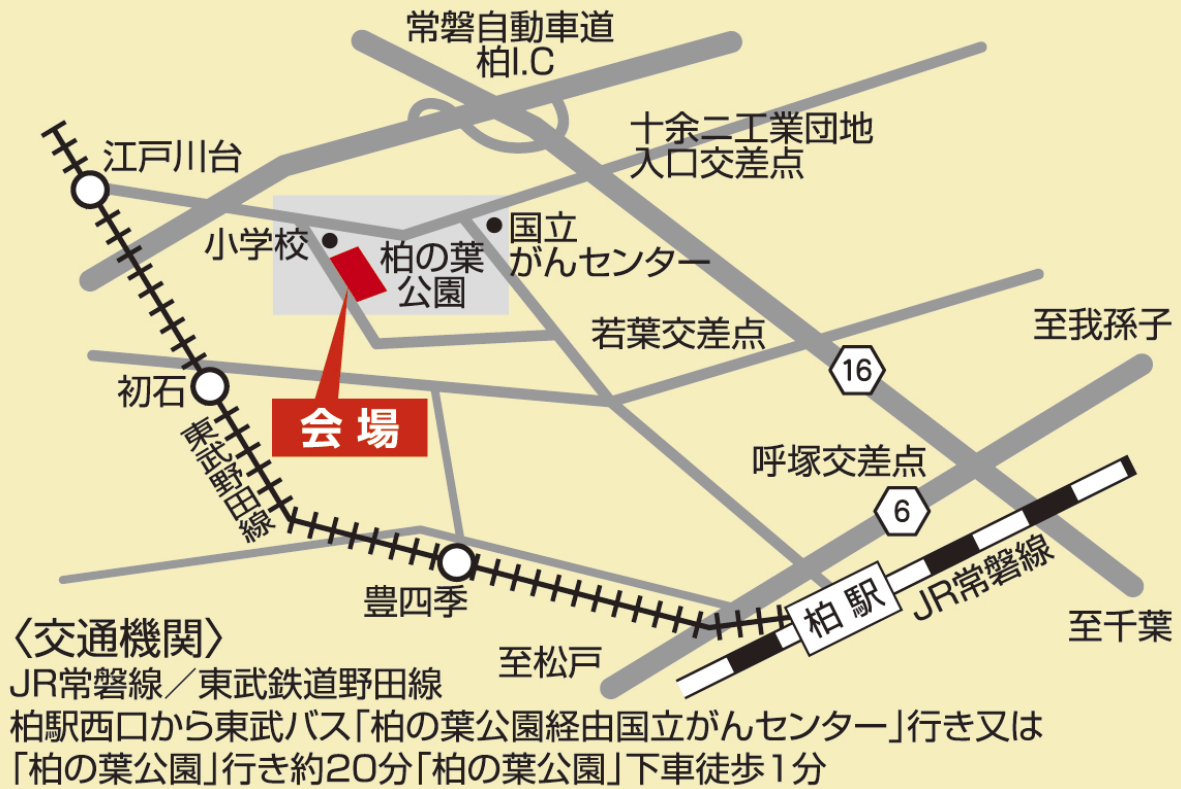 常磐自動車道
柏I.C
十余二工業団地
入口交差点
江戸川台
小学校
柏の葉
公園
国立
がんセンター
若葉交差点
至我孫子
16
初石
会場
東武野田線
呼塚交差点
6
豊四季
柏駅
JR常磐線
至千葉
至松戸
〈交通機関〉
JR常磐線／東武鉄道野田線
柏駅西口から東武バス「柏の葉公園経由国立がんセンター」行き又は
「柏の葉公園」行き約20分「柏の葉公園」下車徒歩1分